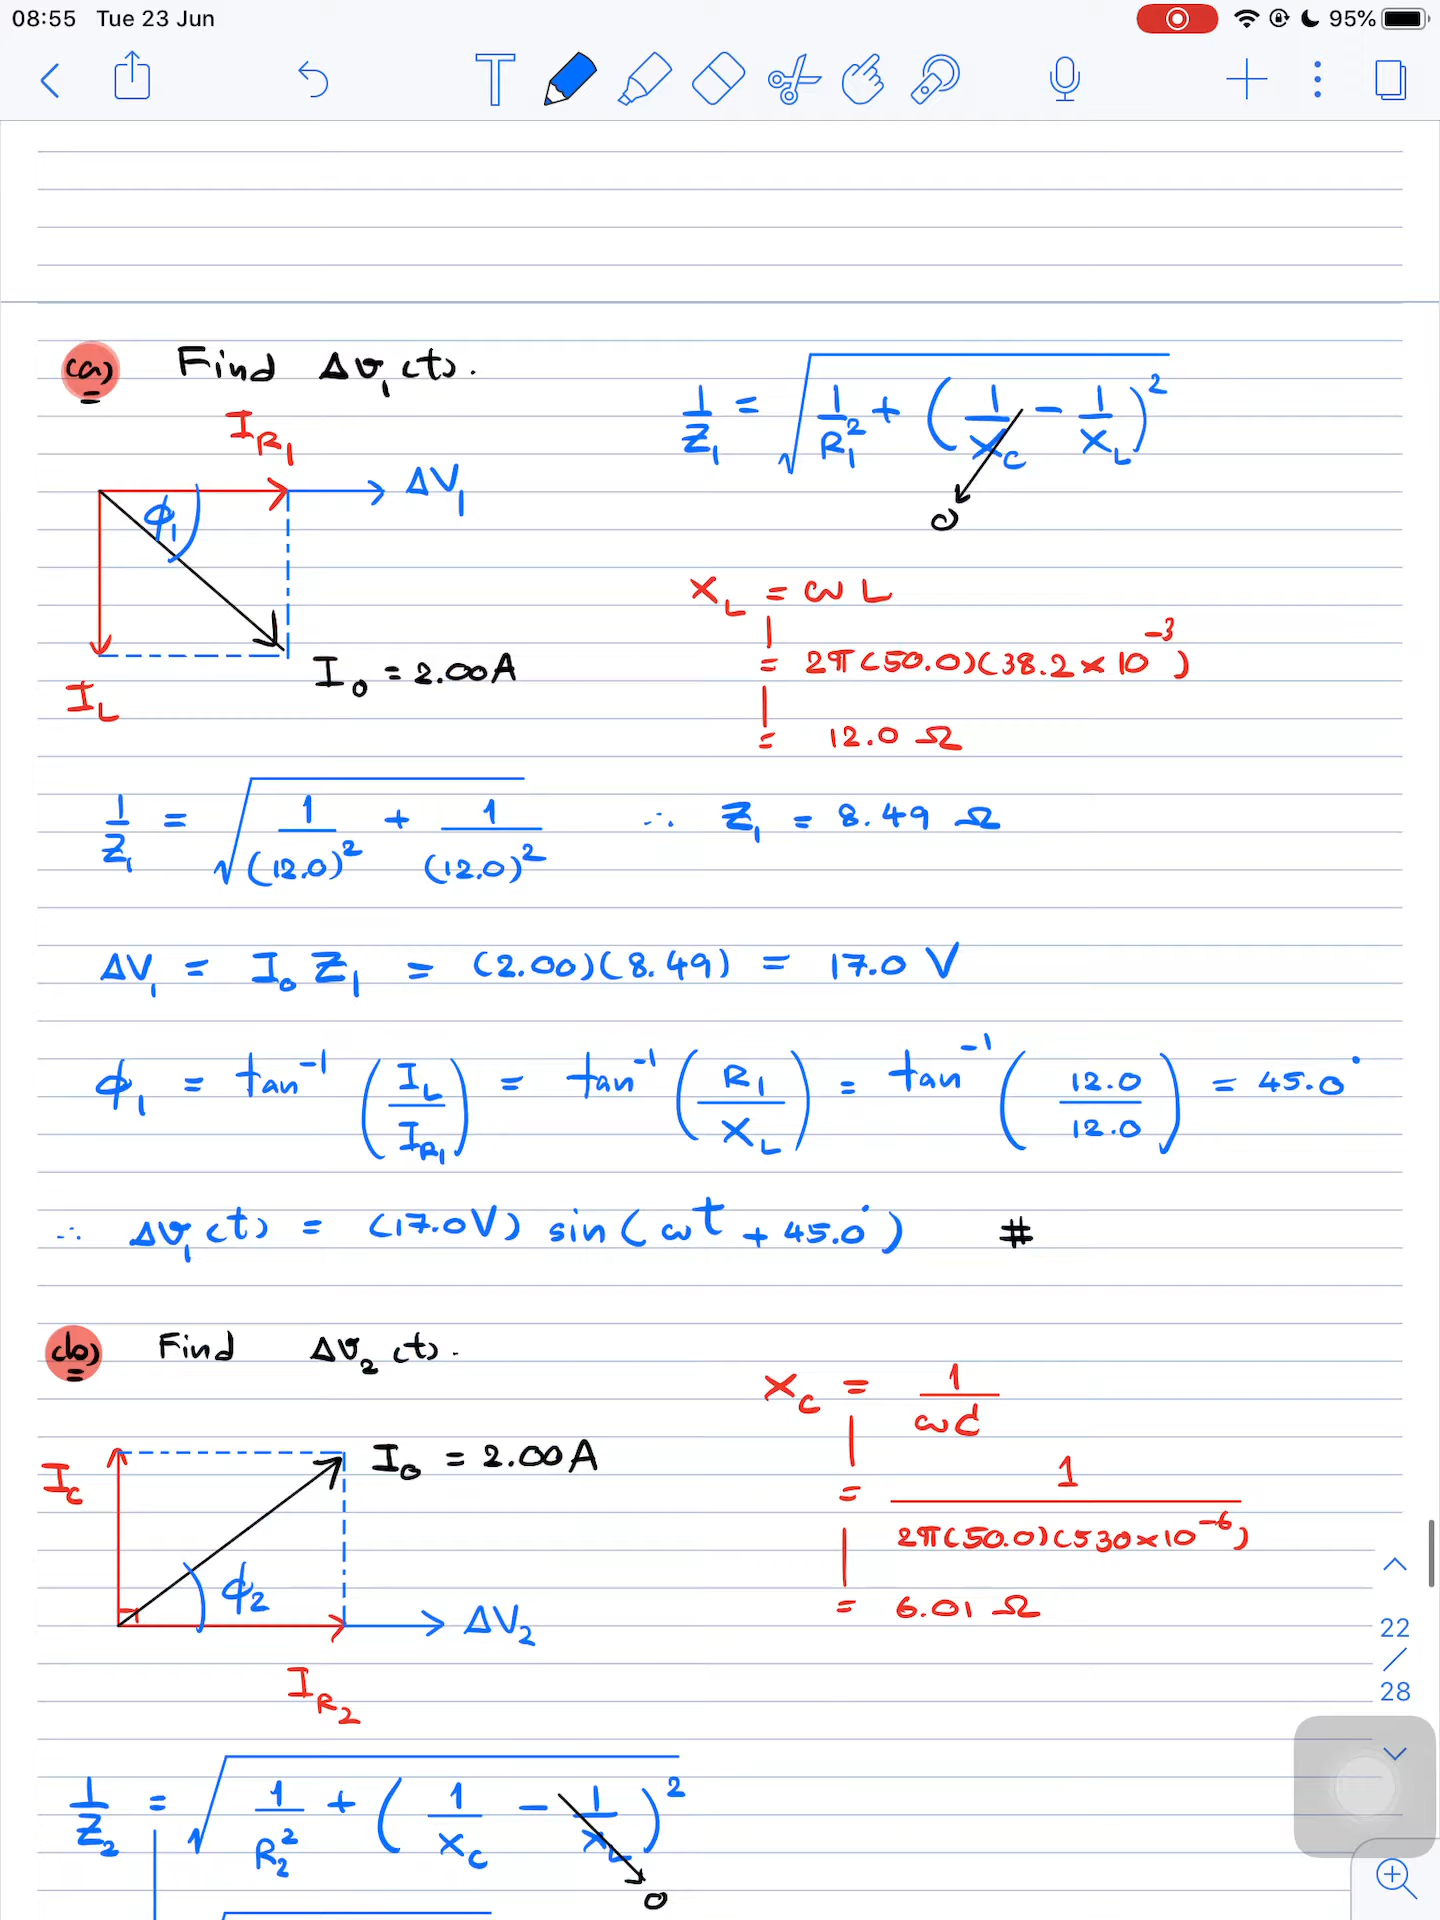 08:55 Tue 23 Jun 95%
T
(a) Find Δv₁(t).
1/Z₁ = √(1/R₁² + (1/X_C - 1/X_L)²)
0
I_R₁
ΔV₁
ϕ₁
I₀ = 2.00A
I_L
X_L = ωL
= 2π(50.0)(38.2×10⁻³)
= 12.0 Ω
1/Z₁ = √(1/(12.0)² + 1/(12.0)²) ∴ Z₁ = 8.49 Ω
ΔV₁ = I₀ Z₁ = (2.00)(8.49) = 17.0 V
ϕ₁ = tan⁻¹(I_L/I_R₁) = tan⁻¹(R₁/X_L) = tan⁻¹(12.0/12.0) = 45.0°
∴ Δv₁(t) = (17.0V) sin(ωt + 45.0°) #
(b) Find Δv₂(t).
X_C = 1/ωC
= 1/2π(50.0)(530×10⁻⁶)
= 6.01 Ω
I_C
I₀ = 2.00A
ϕ₂
ΔV₂
I_R₂
22
/
28
1/Z₂ = √(1/R₂² + (1/X_C - 1/X_L)²)
0